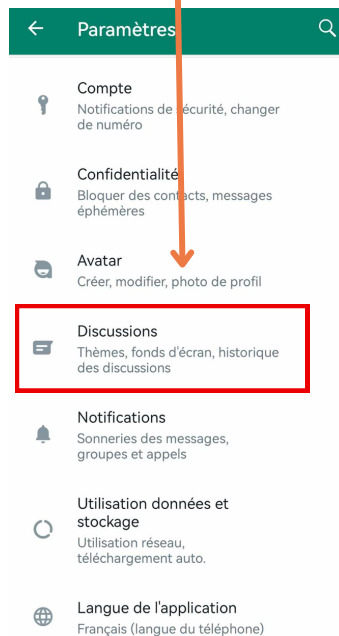 Paramètres
Compte
Notifications de sécurité, changer
de numéro
Confidentialité
Bloquer des contacts, messages
éphémères
Avatar
Créer, modifier, photo de profil
Discussions
Thèmes, fonds d'écran, historique
des discussions
Notifications
Sonneries des messages,
groupes et appels
Utilisation données et
stockage
Utilisation réseau,
téléchargement auto.
Langue de l'application
Français (langue du téléphone)